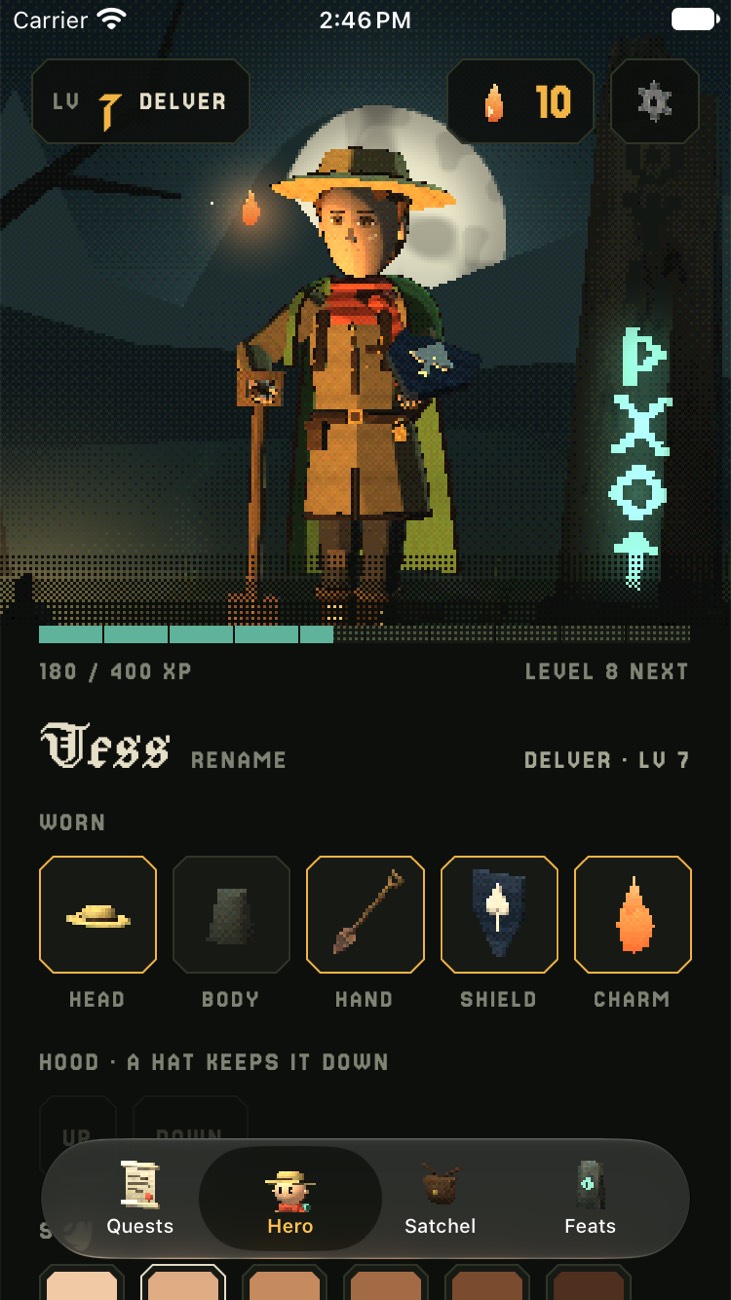 Carrier 2:46 PM
LV 7 DELVER
10
180 / 400 XP
LEVEL 8 NEXT
Vess RENAME
DELVER · LV 7
WORN
HEAD BODY HAND SHIELD CHARM
HOOD · A HAT KEEPS IT DOWN
UP DOWN
Quests Hero Satchel Feats